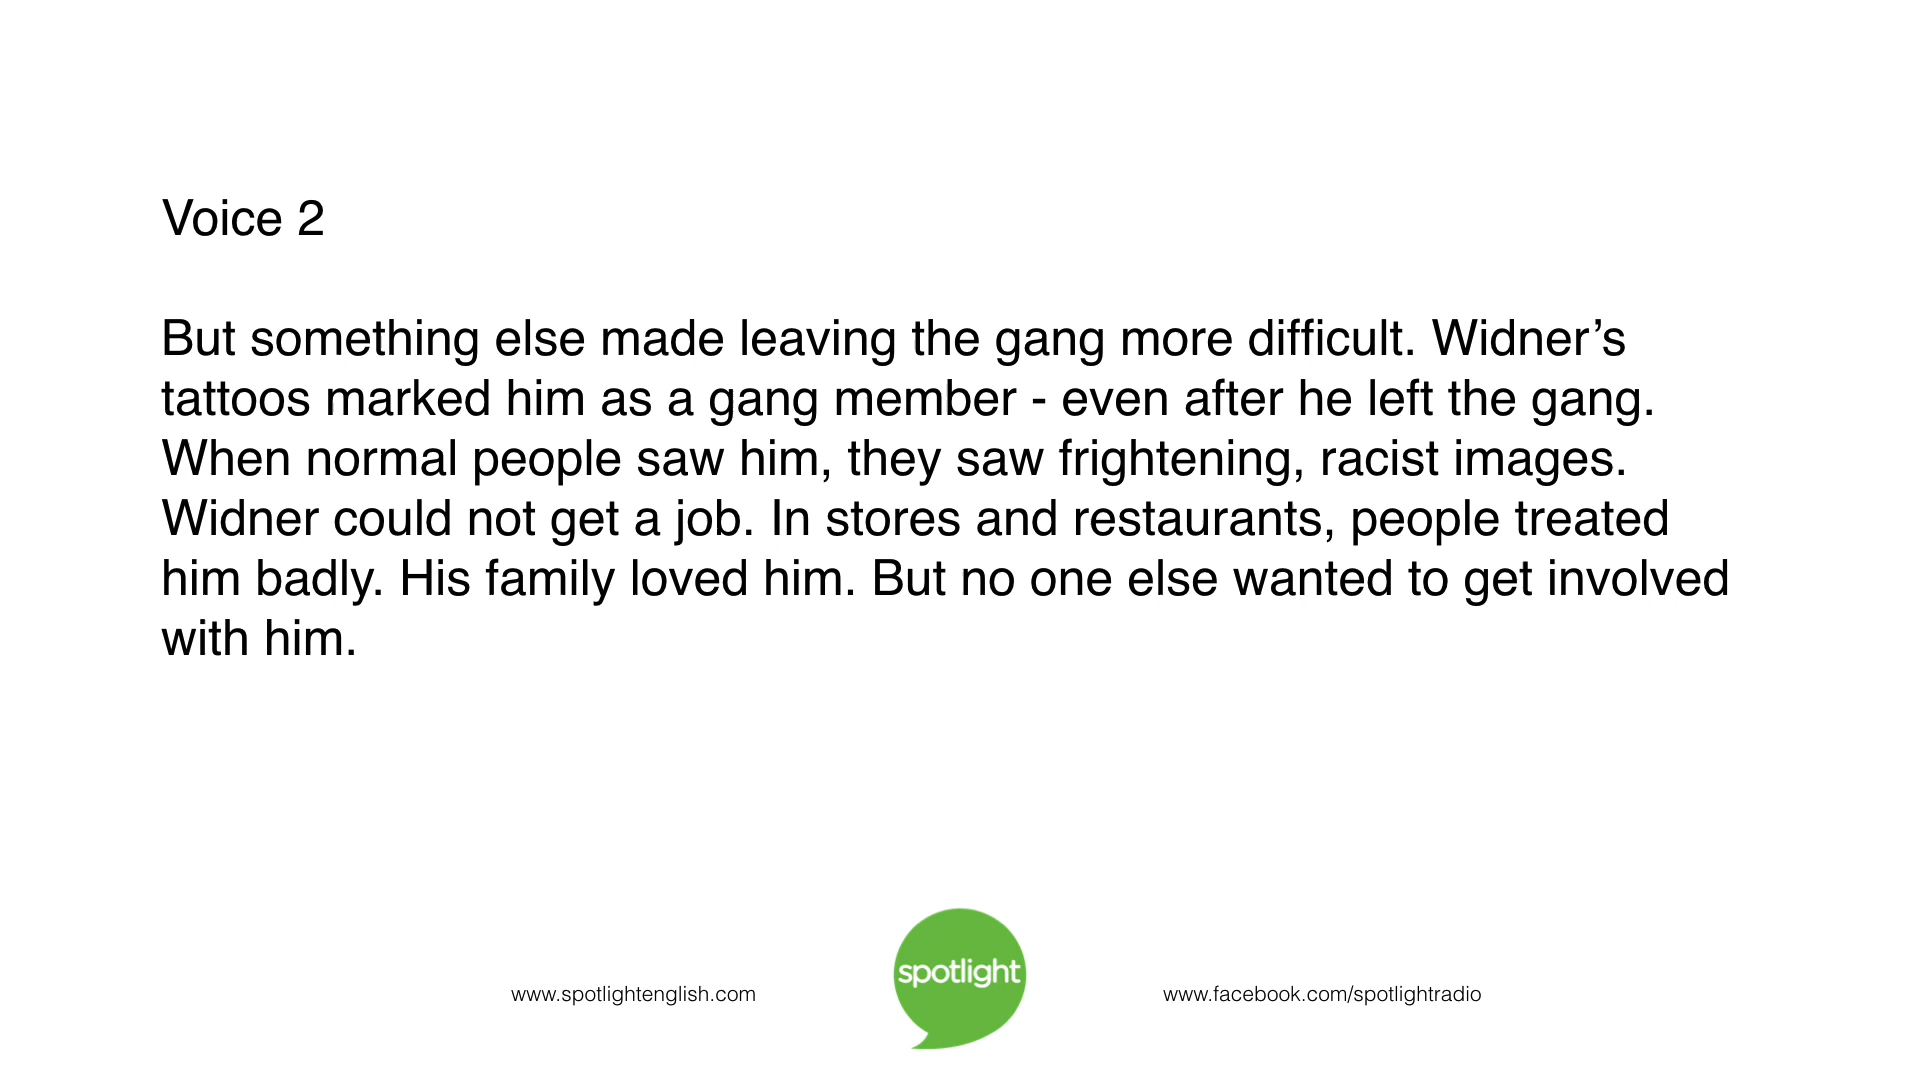 Voice 2
But something else made leaving the gang more difficult. Widner’s
tattoos marked him as a gang member - even after he left the gang.
When normal people saw him, they saw frightening, racist images.
Widner could not get a job. In stores and restaurants, people treated
him badly. His family loved him. But no one else wanted to get involved
with him.
www.spotlightenglish.com
spotlight
www.facebook.com/spotlightradio